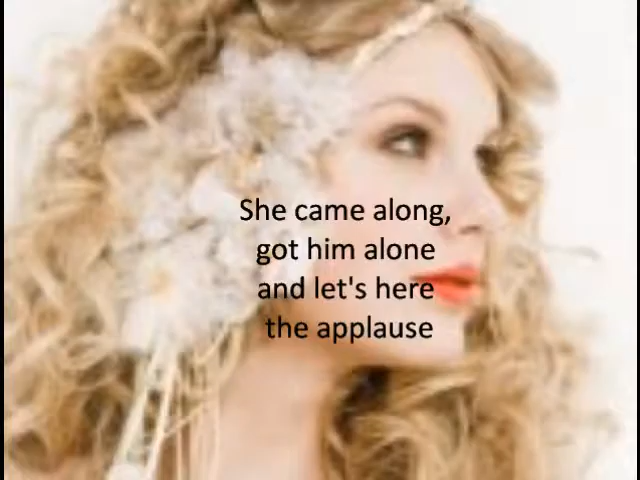 She came along,
got him alone
and let's here
the applause